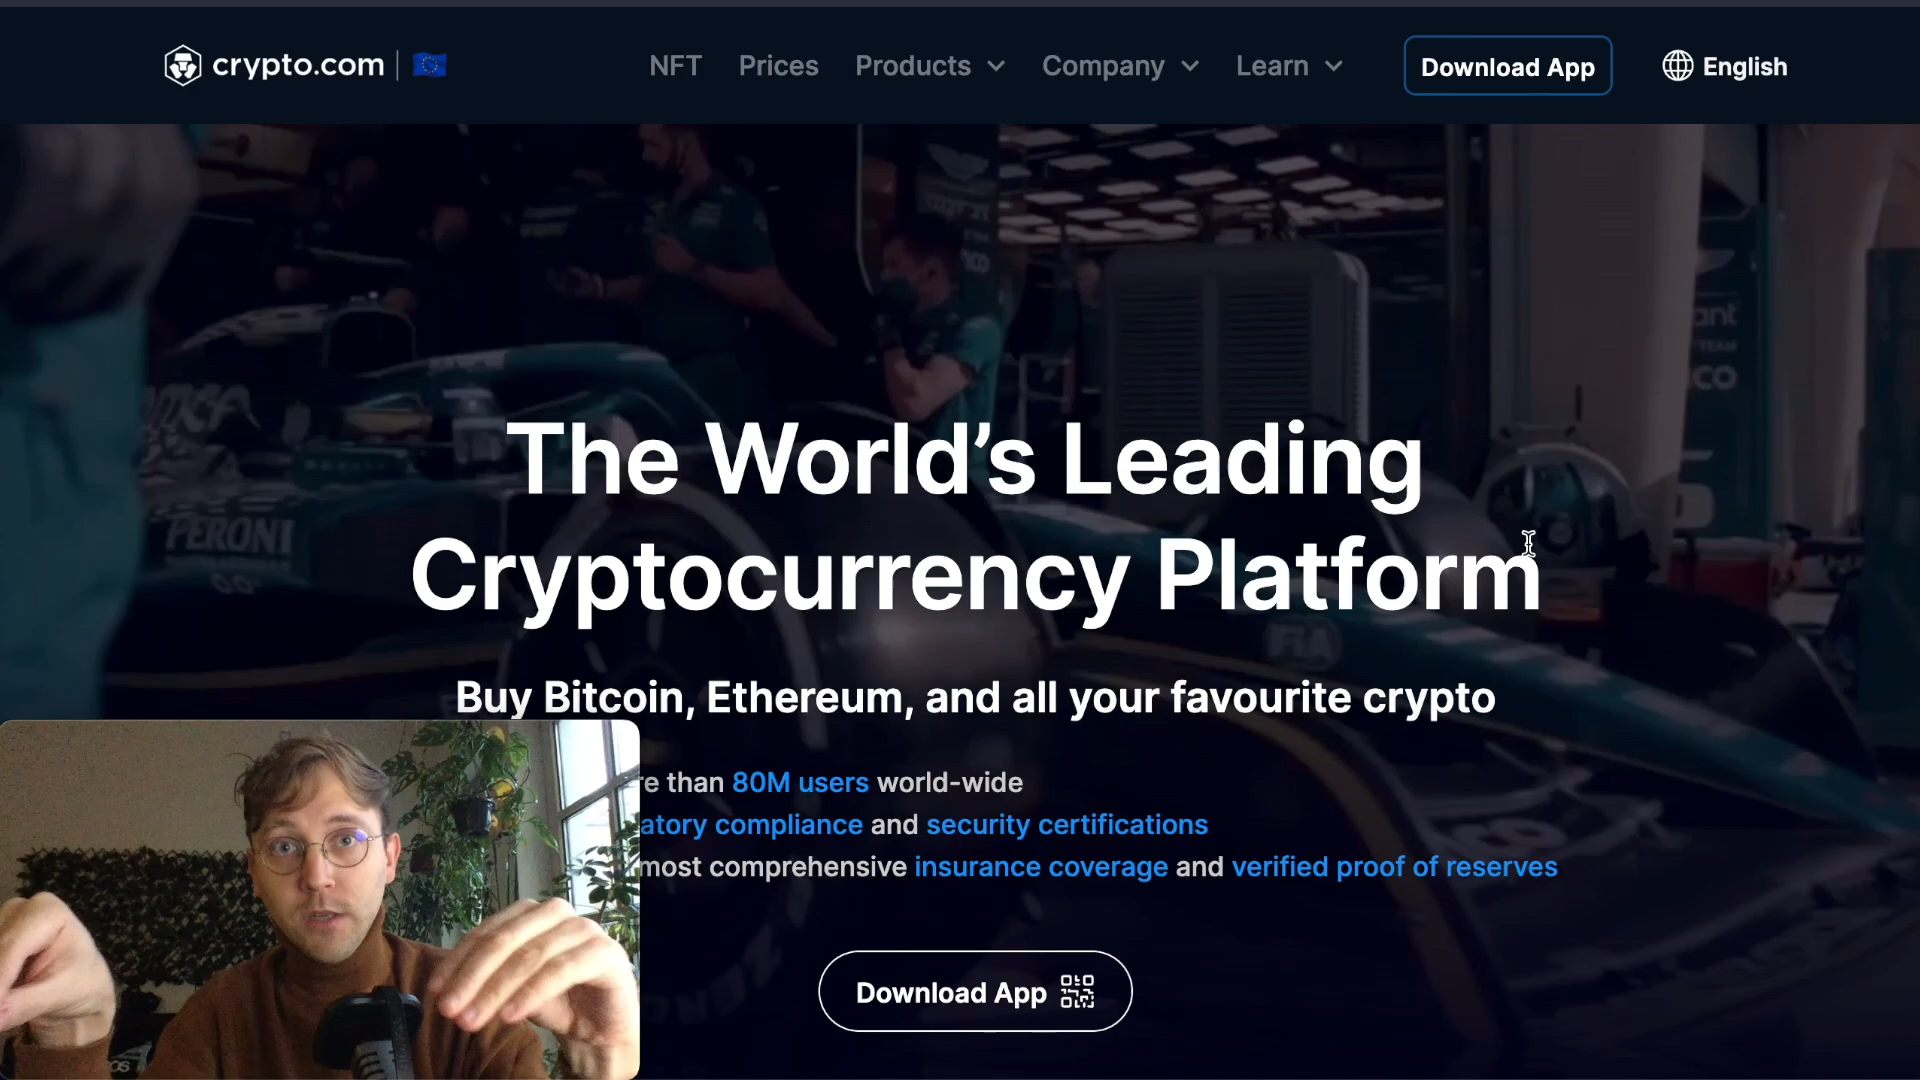 crypto.com
NFT Prices Products Company Learn Download App English
The World’s Leading
Cryptocurrency Platform
Buy Bitcoin, Ethereum, and all your favourite crypto
than 80M users world-wide
compliance and security certifications
most comprehensive insurance coverage and verified proof of reserves
Download App
PERONI
FIA